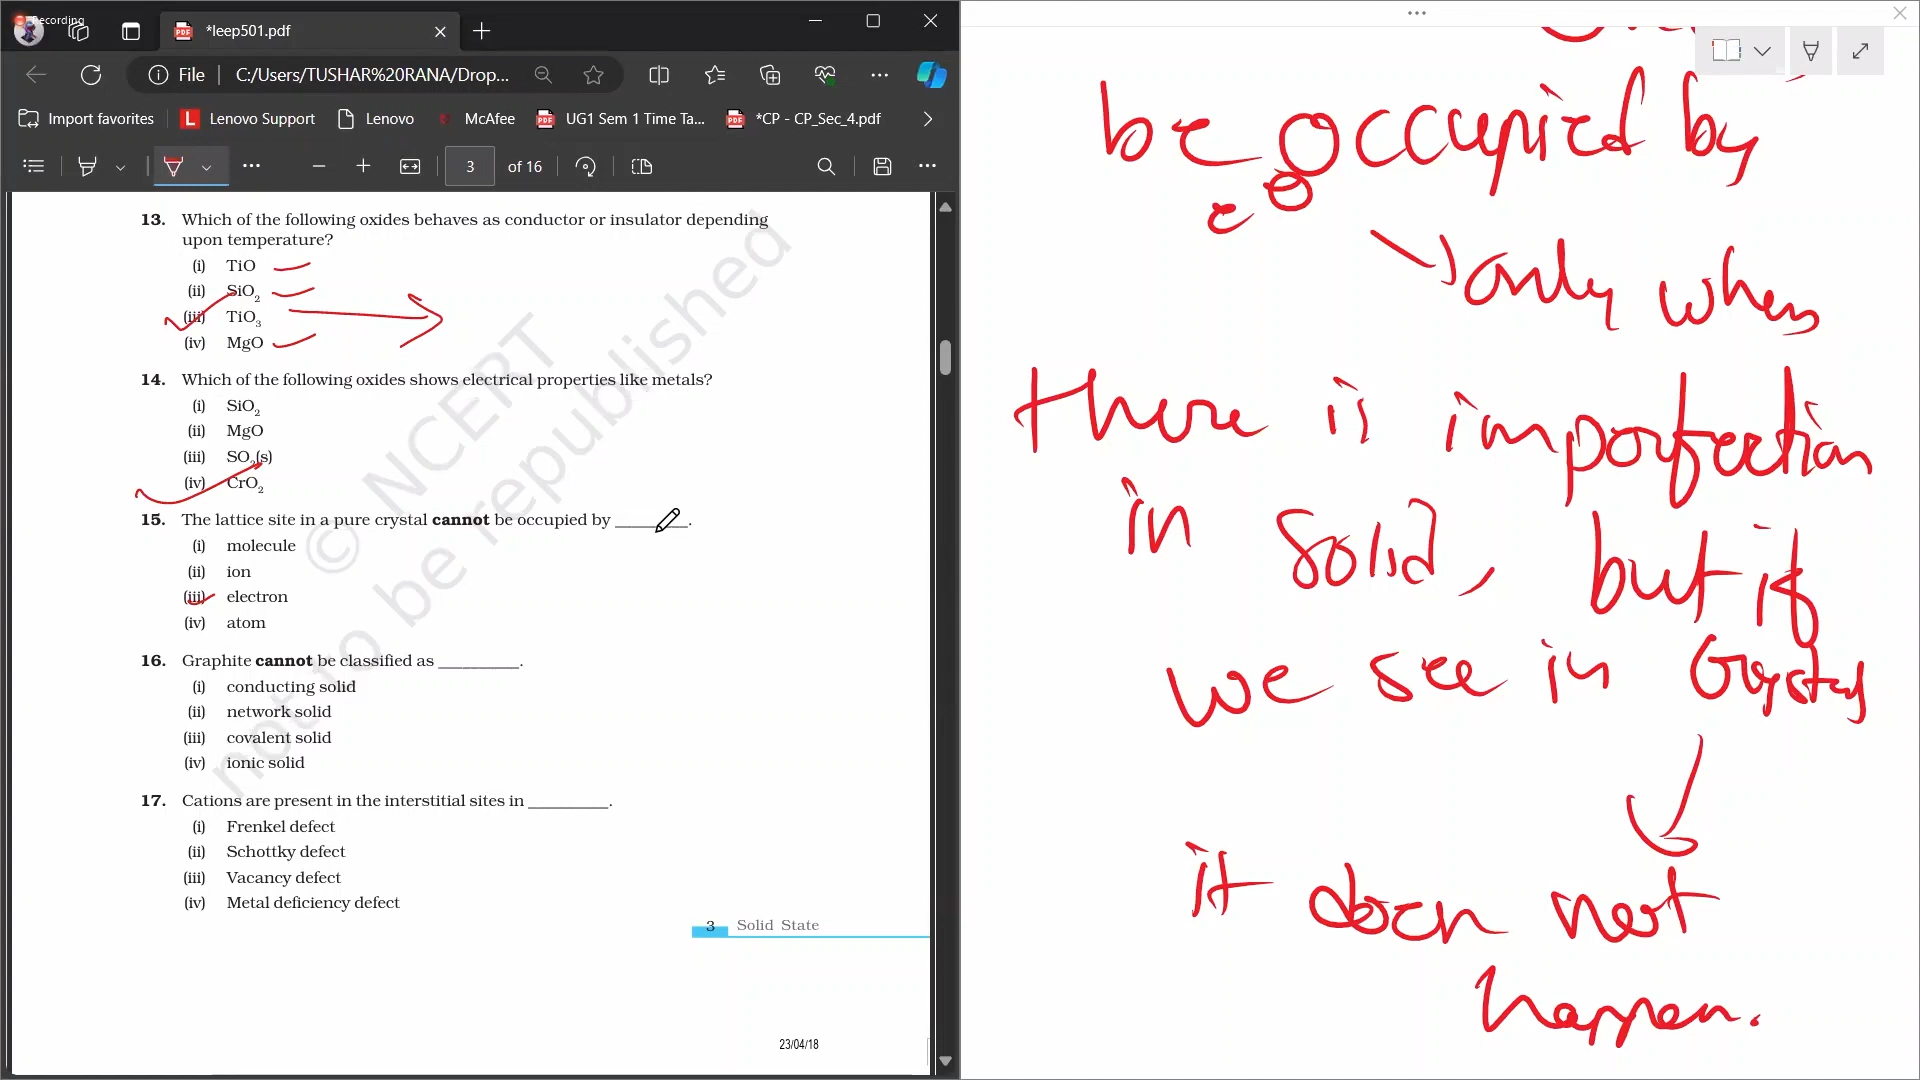 Recording
*leep501.pdf
File
C:/Users/TUSHAR%20RANA/Drop...
Import favorites
Lenovo Support
Lenovo
McAfee
UG1 Sem 1 Time Ta...
*CP - CP_Sec_4.pdf
3 of 16
13. Which of the following oxides behaves as conductor or insulator depending
upon temperature?
(i) TiO
(ii) SiO₂
(iii) TiO₃
(iv) MgO
14. Which of the following oxides shows electrical properties like metals?
(i) SiO₂
(ii) MgO
(iii) SO₂(s)
(iv) CrO₂
15. The lattice site in a pure crystal cannot be occupied by _________.
(i) molecule
(ii) ion
(iii) electron
(iv) atom
16. Graphite cannot be classified as __________.
(i) conducting solid
(ii) network solid
(iii) covalent solid
(iv) ionic solid
17. Cations are present in the interstitial sites in __________.
(i) Frenkel defect
(ii) Schottky defect
(iii) Vacancy defect
(iv) Metal deficiency defect
3 Solid State
23/04/18
© NCERT
not to be republished
be occupied by
e⊖
only when
there is imperfection
in solid, but if
we see in crystal
it does not
happen.